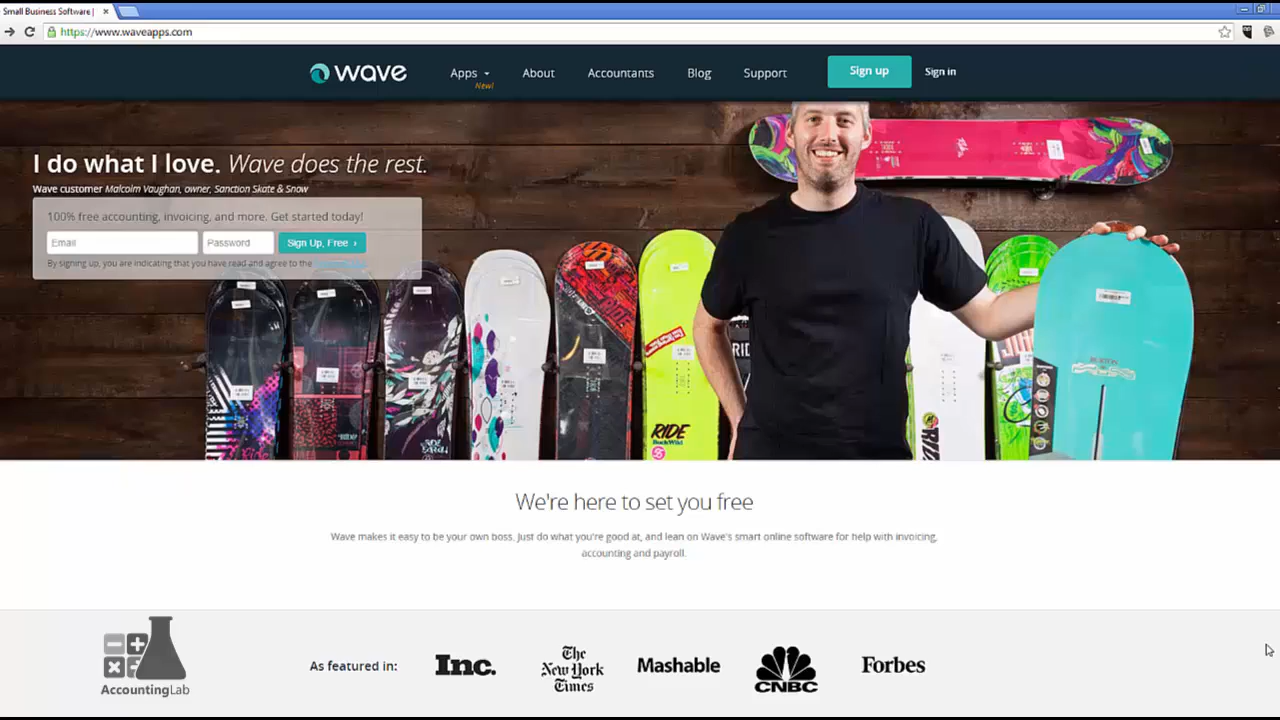 Small Business Software |
https://www.waveapps.com
wave
Apps
New!
About
Accountants
Blog
Support
Sign up
Sign in
I do what I love. Wave does the rest.
Wave customer Malcolm Vaughan, owner, Sanction Skate & Snow
100% free accounting, invoicing, and more. Get started today!
Email
Password
Sign Up, Free ›
By signing up, you are indicating that you have read and agree to the
RIDE
RIDE
RIDE
We're here to set you free
Wave makes it easy to be your own boss. Just do what you're good at, and lean on Wave's smart online software for help with invoicing,
accounting and payroll.
AccountingLab
As featured in:
Inc.
The
New York
Times
Mashable
CNBC
Forbes